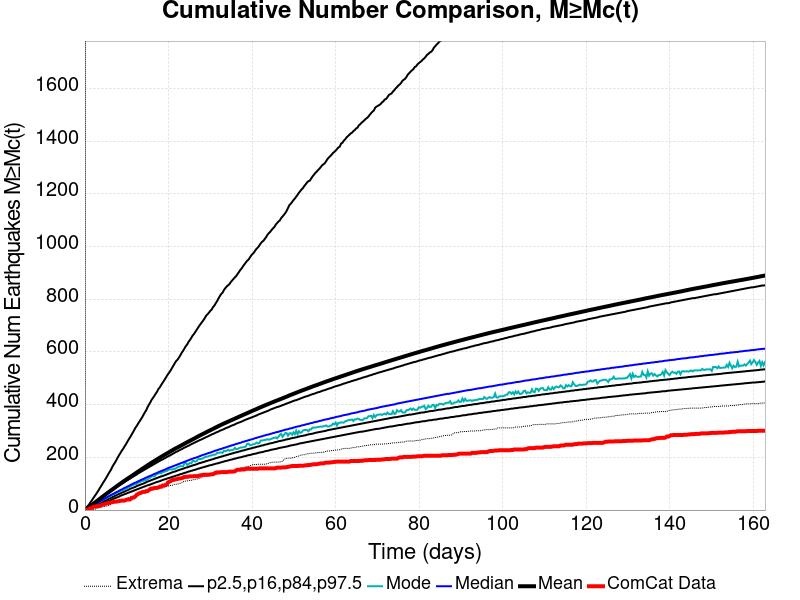 Cumulative Number Comparison, M≥Mc(t)
Cumulative Num Earthquakes M≥Mc(t)
1600
1400
1200
1000
800
600
400
200
0
0 20 40 60 80 100 120 140 160
Time (days)
Extrema p2.5,p16,p84,p97.5 Mode Median Mean ComCat Data